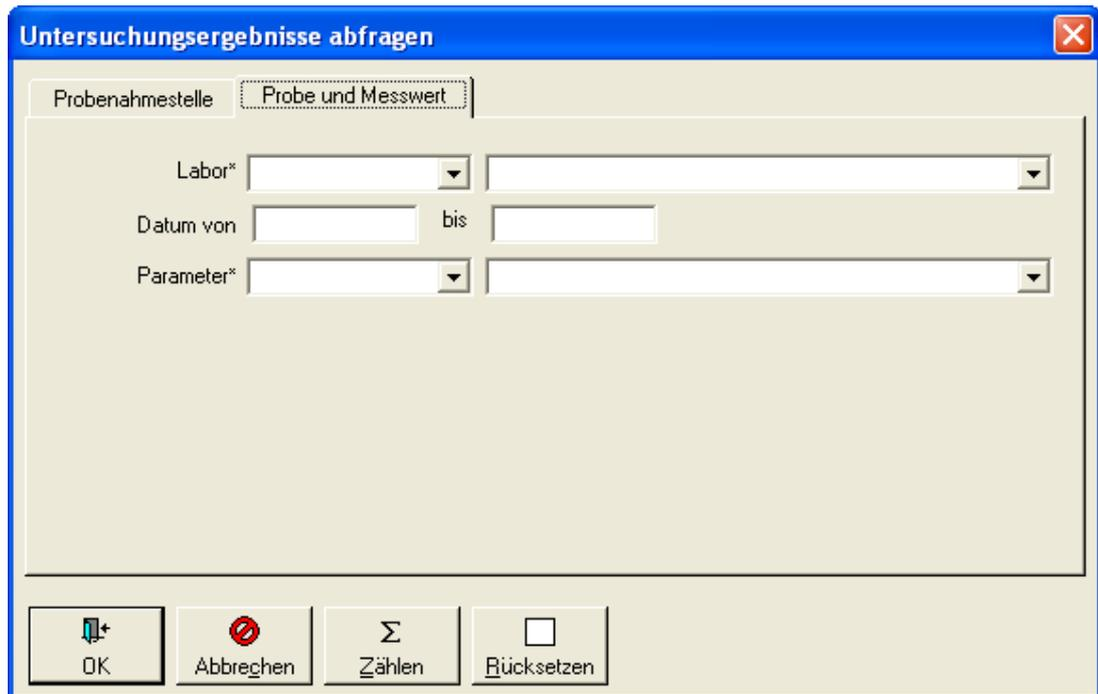 Untersuchungsergebnisse abfragen
Probenahmestelle Probe und Messwert
Labor*
Datum von bis
Parameter*
Σ
OK Abbrechen Zählen Rücksetzen